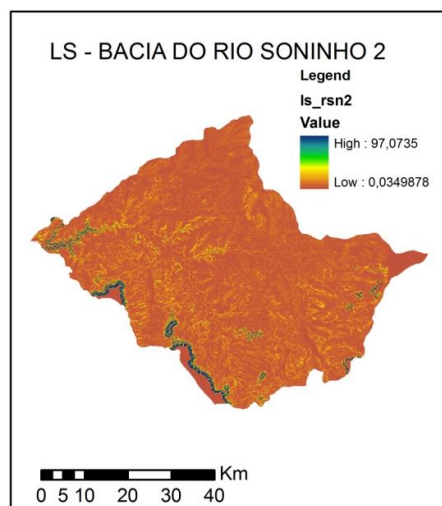 LS - BACIA DO RIO SONINHO 2
Legend
ls_rsn2
Value
High : 97,0735
Low : 0,0349878
Km
0 5 10 20 30 40